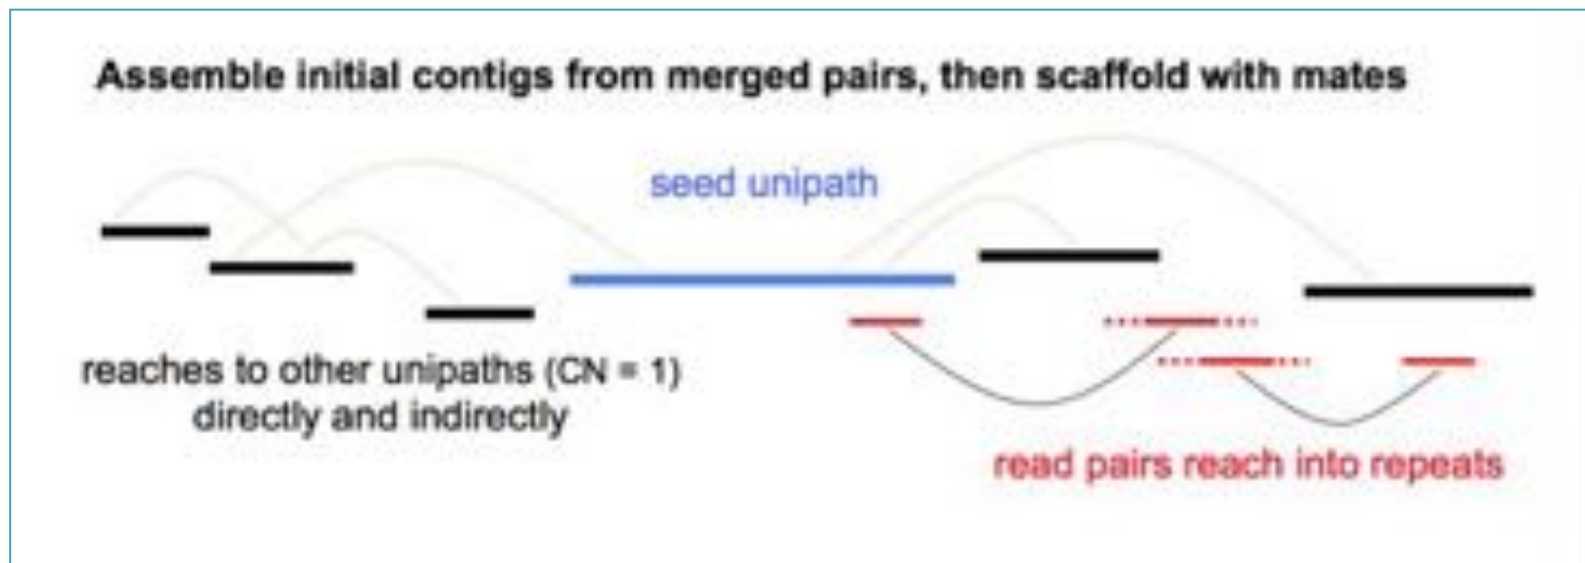 Assemble initial contigs from merged pairs, then scaffold with mates
seed unipath
reaches to other unipaths (CN = 1)
directly and indirectly
read pairs reach into repeats